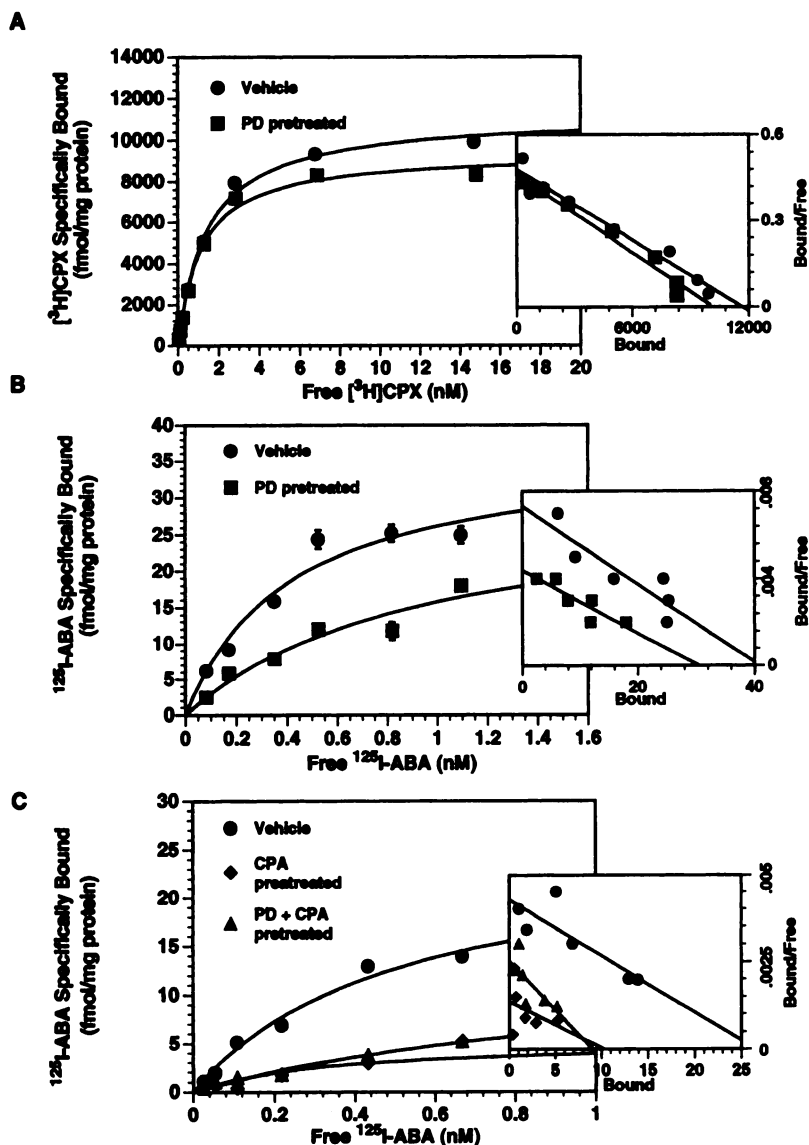 A
[³H]CPX Specifically Bound
(fmol/mg protein)
14000
12000
10000
8000
6000
4000
2000
0
Vehicle
PD pretreated
0 2 4 6 8 10 12 14 16 18 20
Free [³H]CPX (nM)
0.6
0.3
0
Bound/Free
0 6000 12000
Bound
B
¹²⁵I-ABA Specifically Bound
(fmol/mg protein)
40
35
30
25
20
15
10
5
0
Vehicle
PD pretreated
0 0.2 0.4 0.6 0.8 1 1.2 1.4 1.6
Free ¹²⁵I-ABA (nM)
.008
.004
0
Bound/Free
0 20 40
Bound
C
¹²⁵I-ABA Specifically Bound
(fmol/mg protein)
30
25
20
15
10
5
0
Vehicle
CPA
preatreated
PD + CPA
pretreated
0 0.2 0.4 0.6 0.8 1
Free ¹²⁵I-ABA (nM)
.005
.0025
0
Bound/Free
0 5 10 15 20 25
Bound